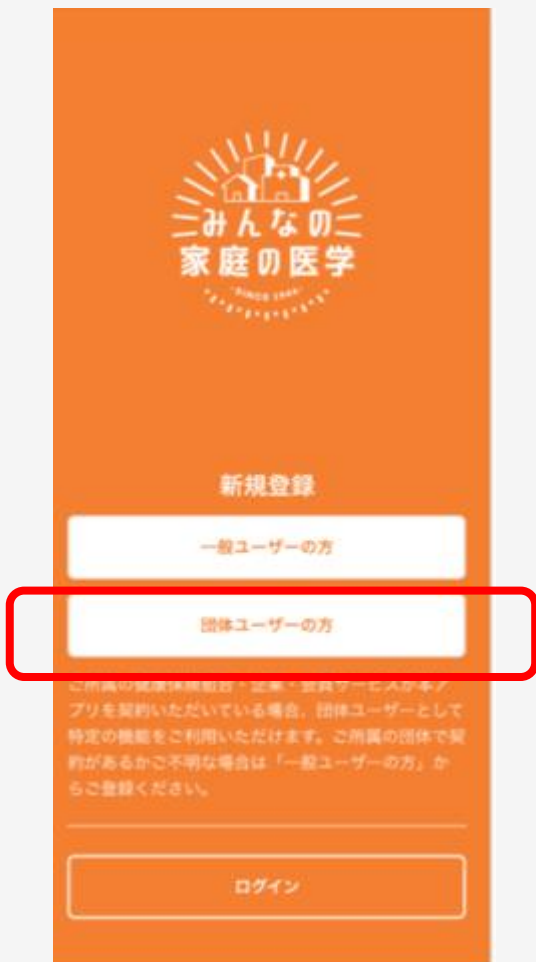 みんなの
家庭の医学
SINCE 1969
新規登録
一般ユーザーの方
団体ユーザーの方
ご所属の健康保険組合・企業・会員サービスが本ア
プリを契約いただいている場合、団体ユーザーとして
特定の機能をご利用いただけます。ご所属の団体で契
約があるかご不明な場合は「一般ユーザーの方」か
らご登録ください。
ログイン